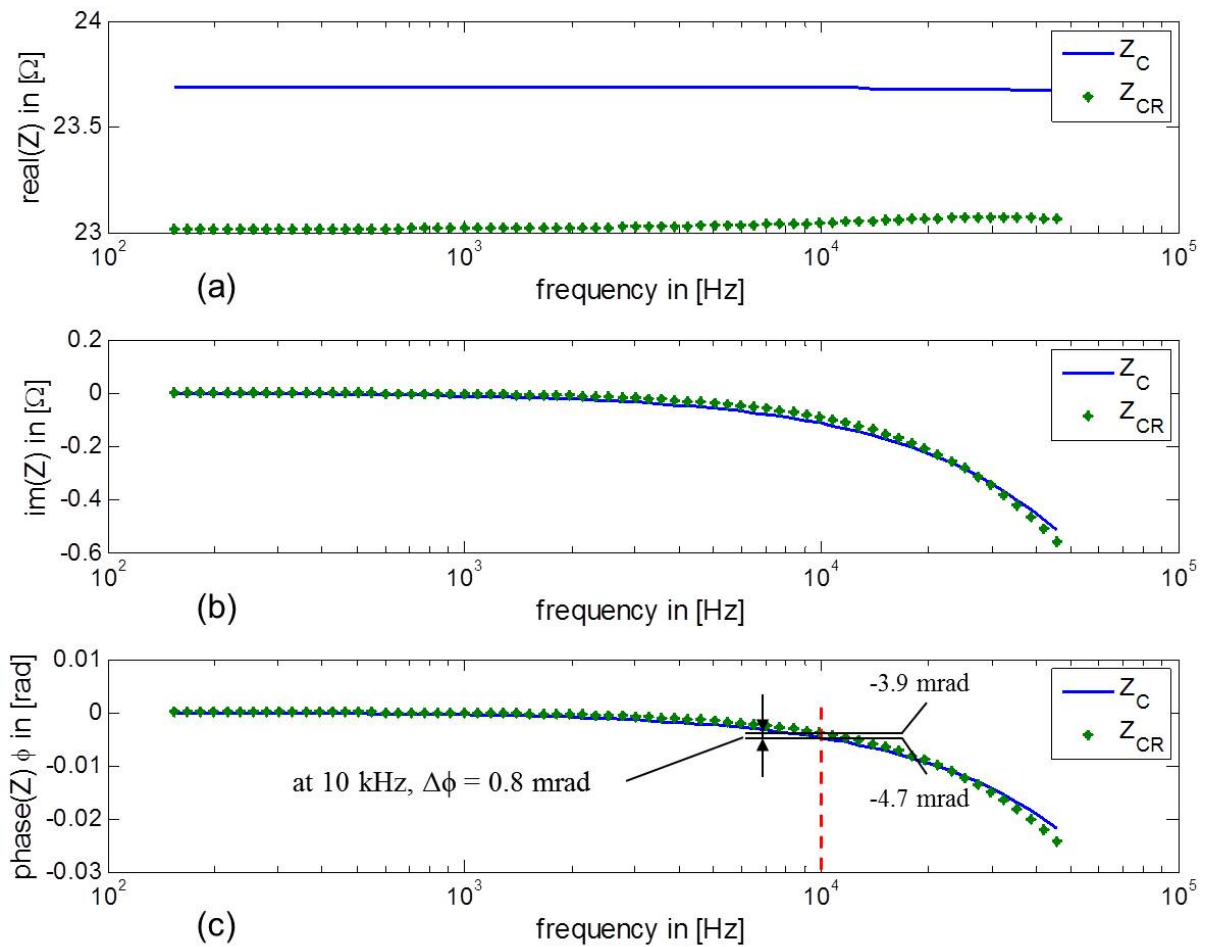 24
23.5
23
real(Z) in [Ω]
Z_C
Z_CR
10^2
10^3
10^4
10^5
(a)
frequency in [Hz]
0.2
0
-0.2
-0.4
-0.6
im(Z) in [Ω]
Z_C
Z_CR
10^2
10^3
10^4
10^5
(b)
frequency in [Hz]
0.01
0
-0.01
-0.02
-0.03
phase(Z) ϕ in [rad]
Z_C
Z_CR
-3.9 mrad
at 10 kHz, Δϕ = 0.8 mrad
-4.7 mrad
10^2
10^3
10^4
10^5
(c)
frequency in [Hz]